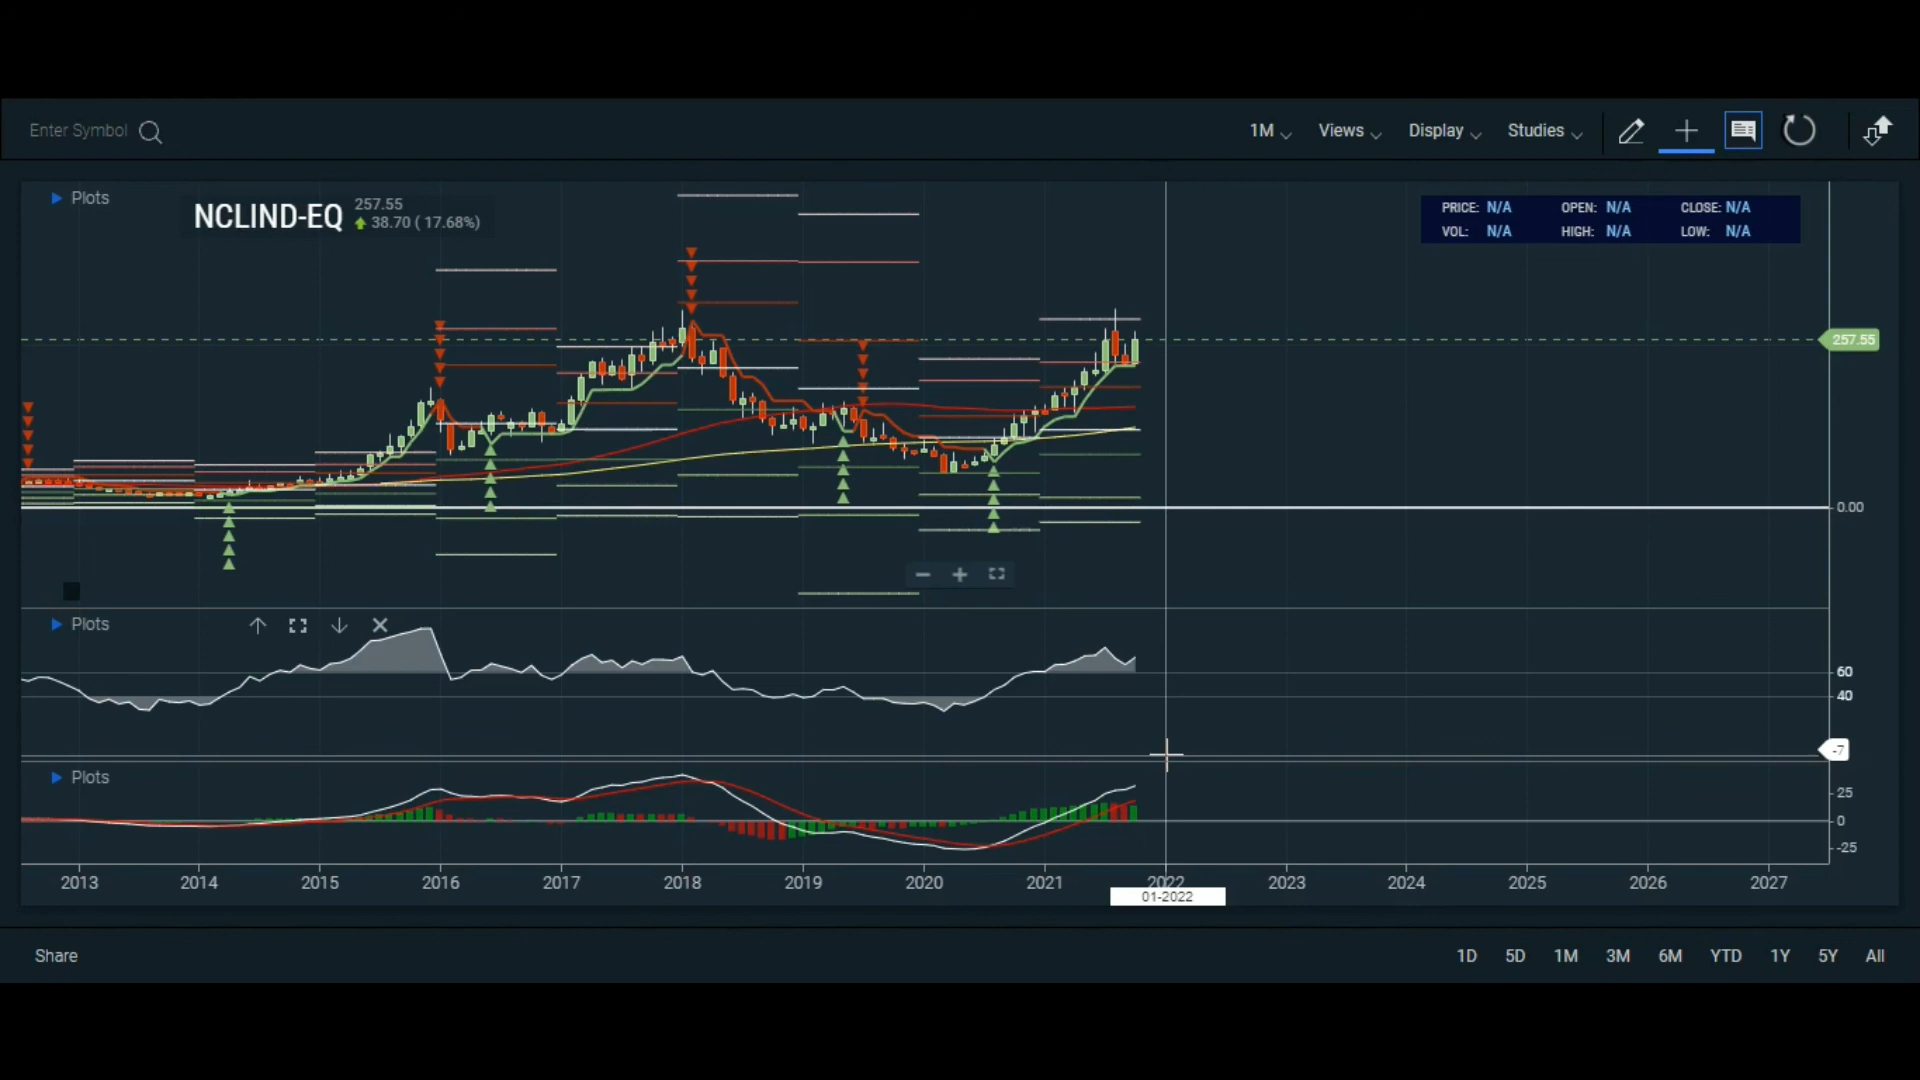 Enter Symbol
1M Views Display Studies
Plots
NCLIND-EQ 257.55
38.70 ( 17.68%)
PRICE: N/A OPEN: N/A CLOSE: N/A
VOL: N/A HIGH: N/A LOW: N/A
257.55
0.00
Plots
60
40
-7
Plots
25
0
-25
2013 2014 2015 2016 2017 2018 2019 2020 2021 2022 2023 2024 2025 2026 2027
01-2022
Share 1D 5D 1M 3M 6M YTD 1Y 5Y All